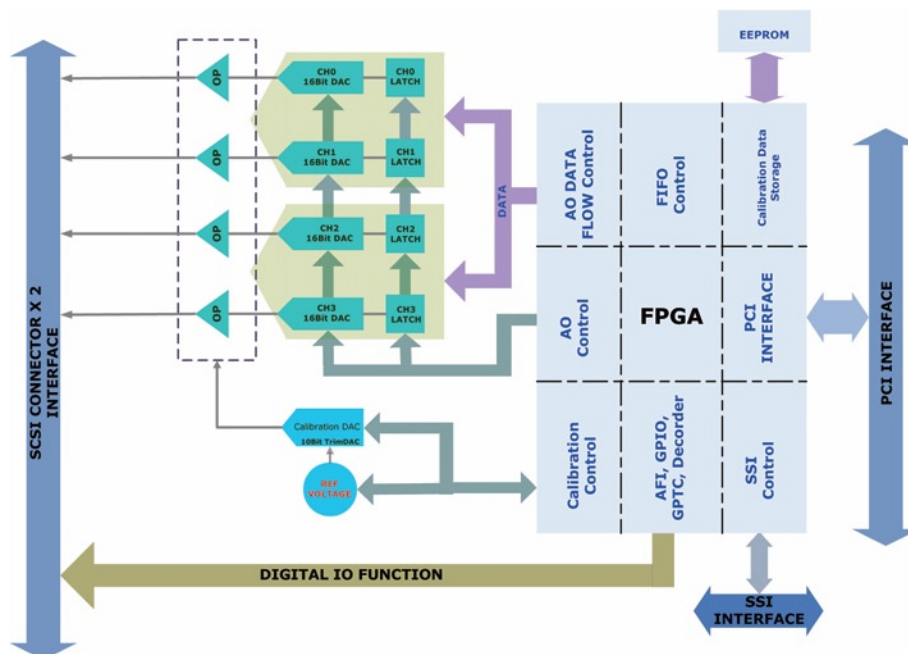 EEPROM
SCSI CONNECTOR X 2
INTERFACE
OP
CH0
16Bit DAC
CH0
LATCH
OP
CH1
16Bit DAC
CH1
LATCH
OP
CH2
16Bit DAC
CH2
LATCH
OP
CH3
16Bit DAC
CH3
LATCH
DATA
AO DATA
FLOW Control
FIFO
Control
Calibration Data
Storage
AO
Control
FPGA
PCI
INTERFACE
Calibration
Control
AFI, GPIO,
GPTC, Decorder
SSI
Control
PCI INTERFACE
Calibration DAC
10Bit TrimDAC
REF
VOLTAGE
DIGITAL IO FUNCTION
SSI
INTERFACE